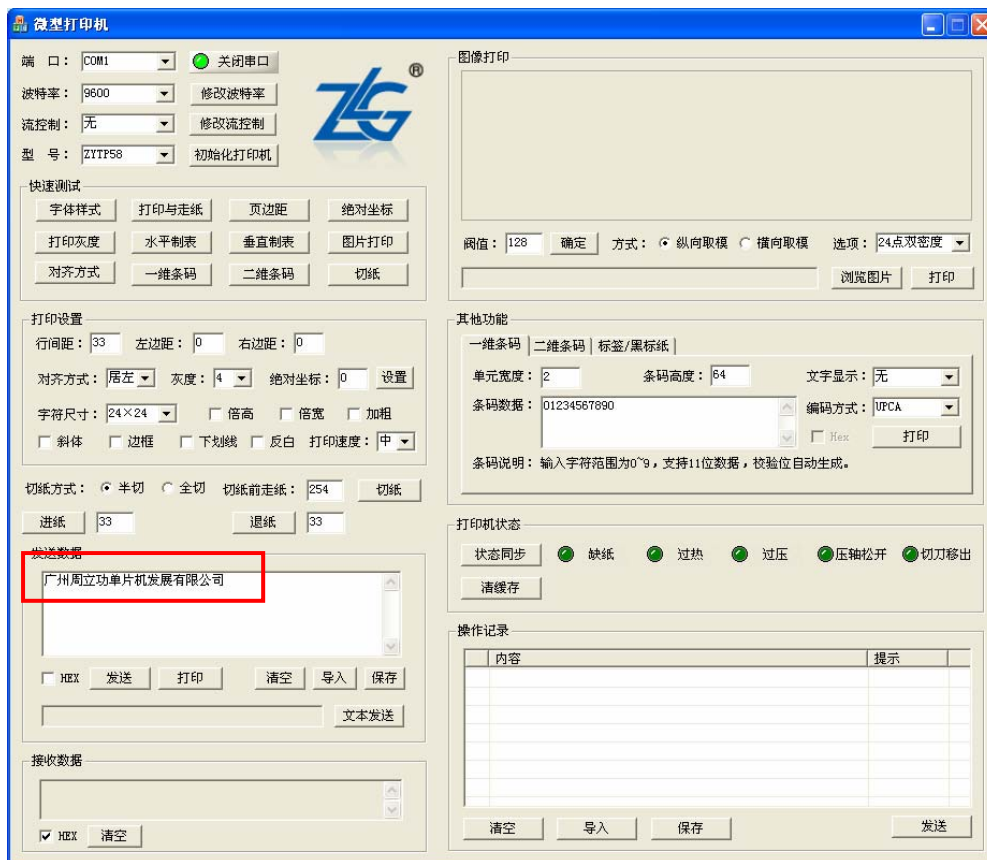 微型打印机
端 口： COM1 关闭串口
波特率： 9600 修改波特率
流控制： 无 修改流控制
型 号： ZYTP58 初始化打印机
ZLG ®
快速测试
字体样式 打印与走纸 页边距 绝对坐标
打印灰度 水平制表 垂直制表 图片打印
对齐方式 一维条码 二维条码 切纸
打印设置
行间距： 33 左边距： 0 右边距： 0
对齐方式： 居左 灰度： 4 绝对坐标： 0 设置
字符尺寸： 24×24 倍高 倍宽 加粗
斜体 边框 下划线 反白 打印速度： 中
切纸方式： 半切 全切 切纸前走纸： 254 切纸
进纸 33 退纸 33
发送数据
广州周立功单片机发展有限公司
HEX 发送 打印 清空 导入 保存
文本发送
接收数据
HEX 清空
图像打印
阀值： 128 确定 方式： 纵向取模 横向取模 选项： 24点双密度
浏览图片 打印
其他功能
一维条码 二维条码 标签/黑标纸
单元宽度： 2 条码高度： 64 文字显示： 无
条码数据： 01234567890 编码方式： UPCA
Hex 打印
条码说明： 输入字符范围为0~9，支持11位数据，校验位自动生成。
打印机状态
状态同步 缺纸 过热 过压 压轴松开 切刀移出
清缓存
操作记录
内容 提示
清空 导入 保存 发送